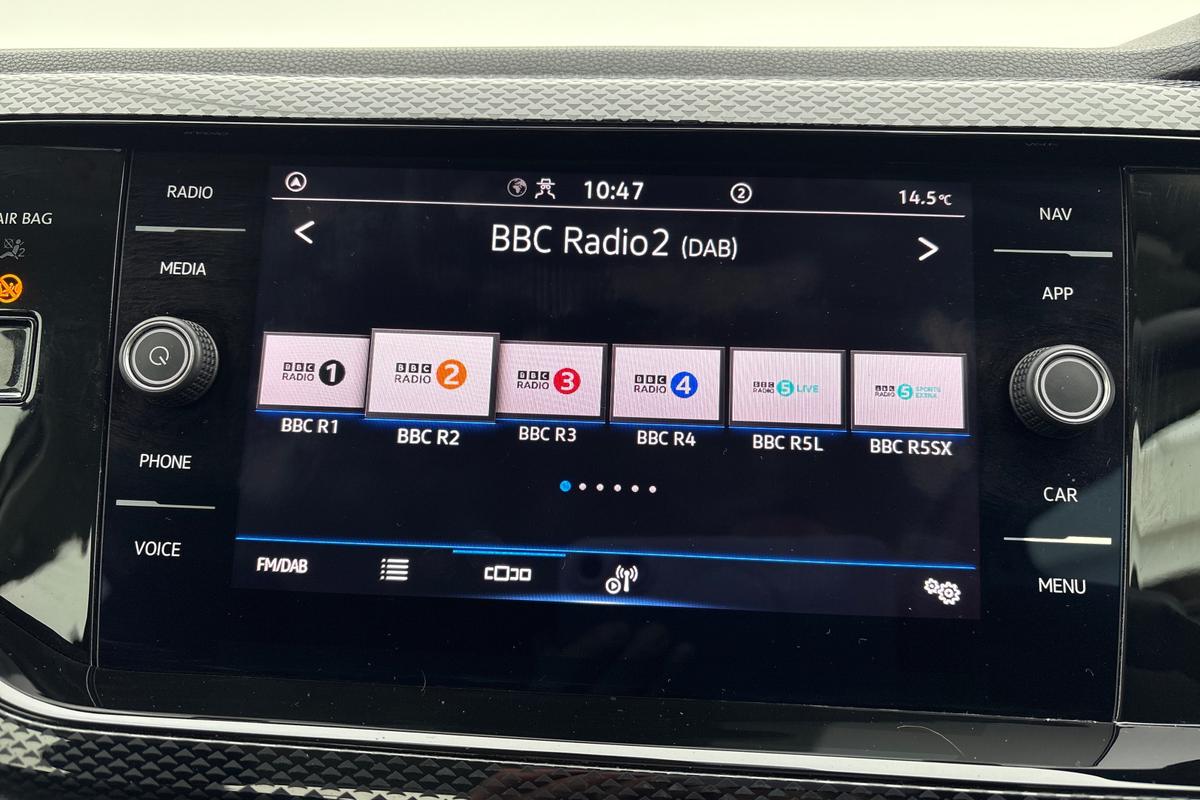 AIR BAG
2
RADIO
MEDIA
PHONE
VOICE
10:47
2
14.5°C
BBC Radio2 (DAB)
BBC RADIO 1
BBC RADIO 2
BBC RADIO 3
BBC RADIO 4
BBC RADIO 5 LIVE
BBC RADIO 5 SPORTS EXTRA
BBC R1
BBC R2
BBC R3
BBC R4
BBC R5L
BBC R5SX
FM/DAB
NAV
APP
CAR
MENU